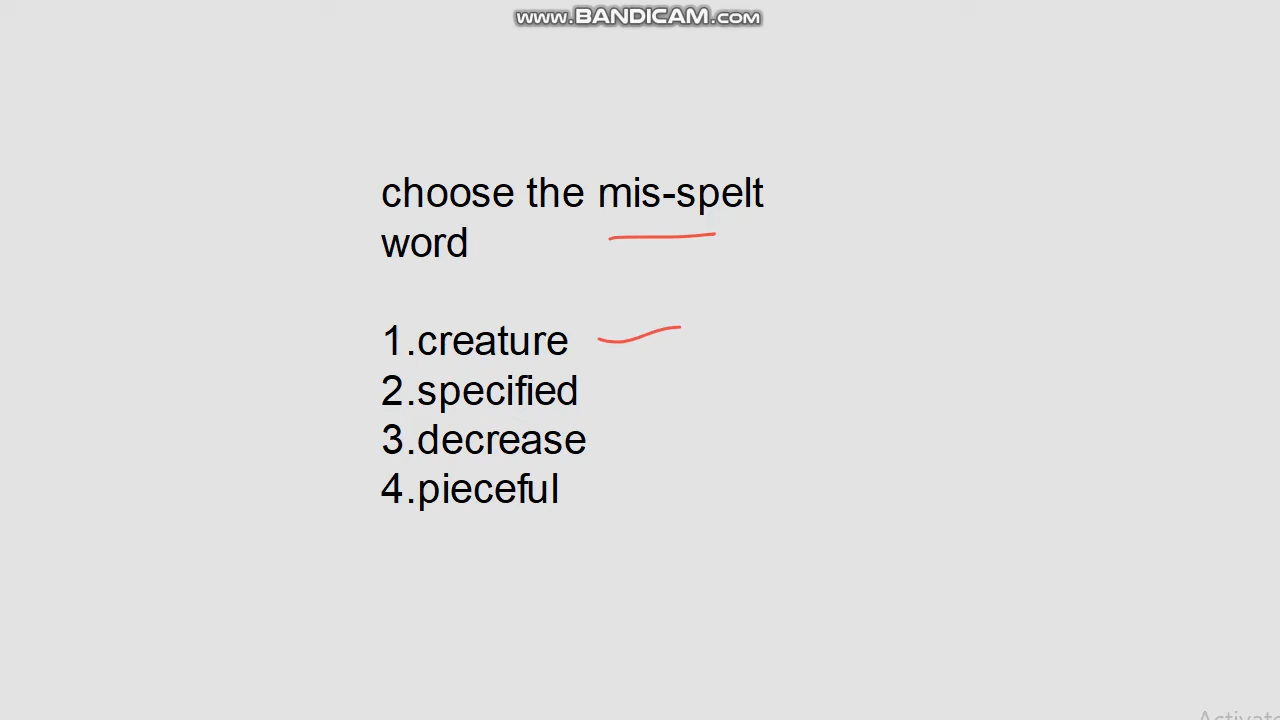 www.BANDICAM.com
choose the mis-spelt
word
1.creature
2.specified
3.decrease
4.pieceful